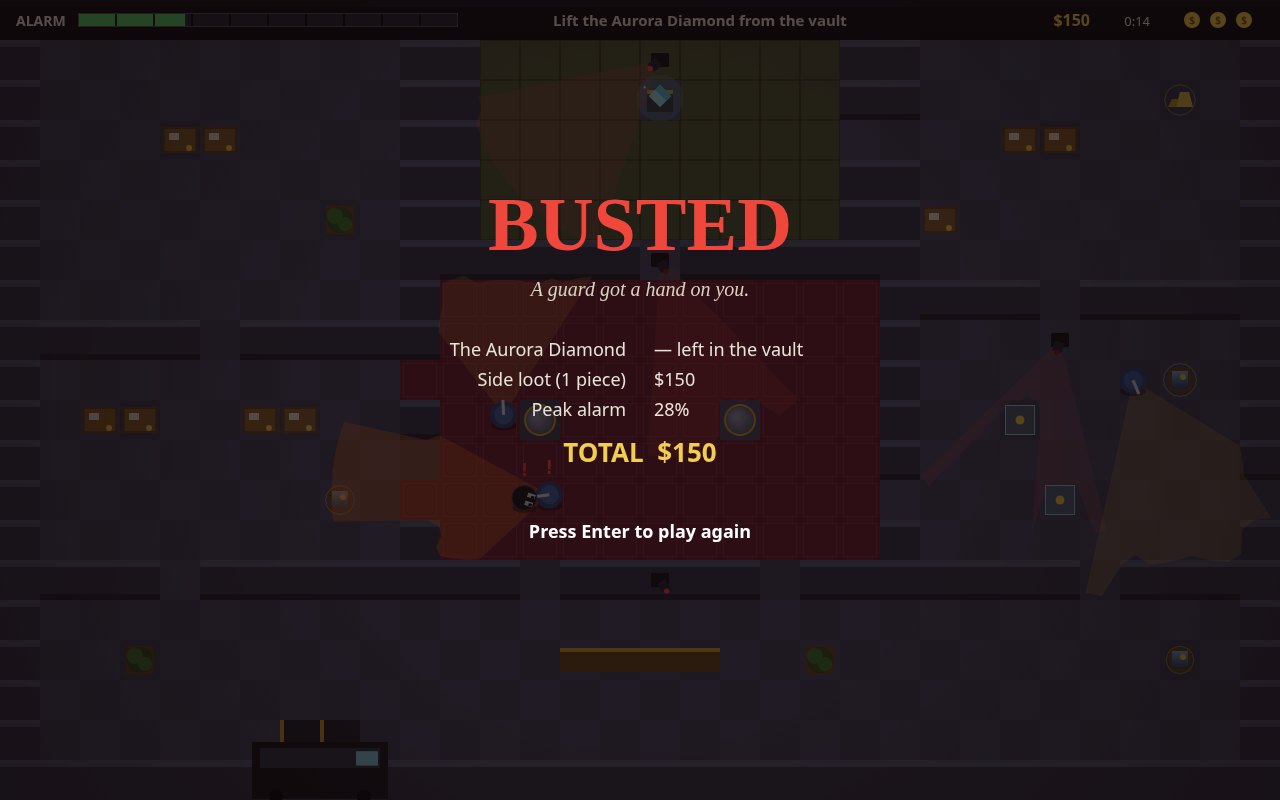 ALARM
Lift the Aurora Diamond from the vault
$150
0:14
$ $ $
BUSTED
A guard got a hand on you.
The Aurora Diamond — left in the vault
Side loot (1 piece) $150
Peak alarm 28%
TOTAL $150
! !
Press Enter to play again